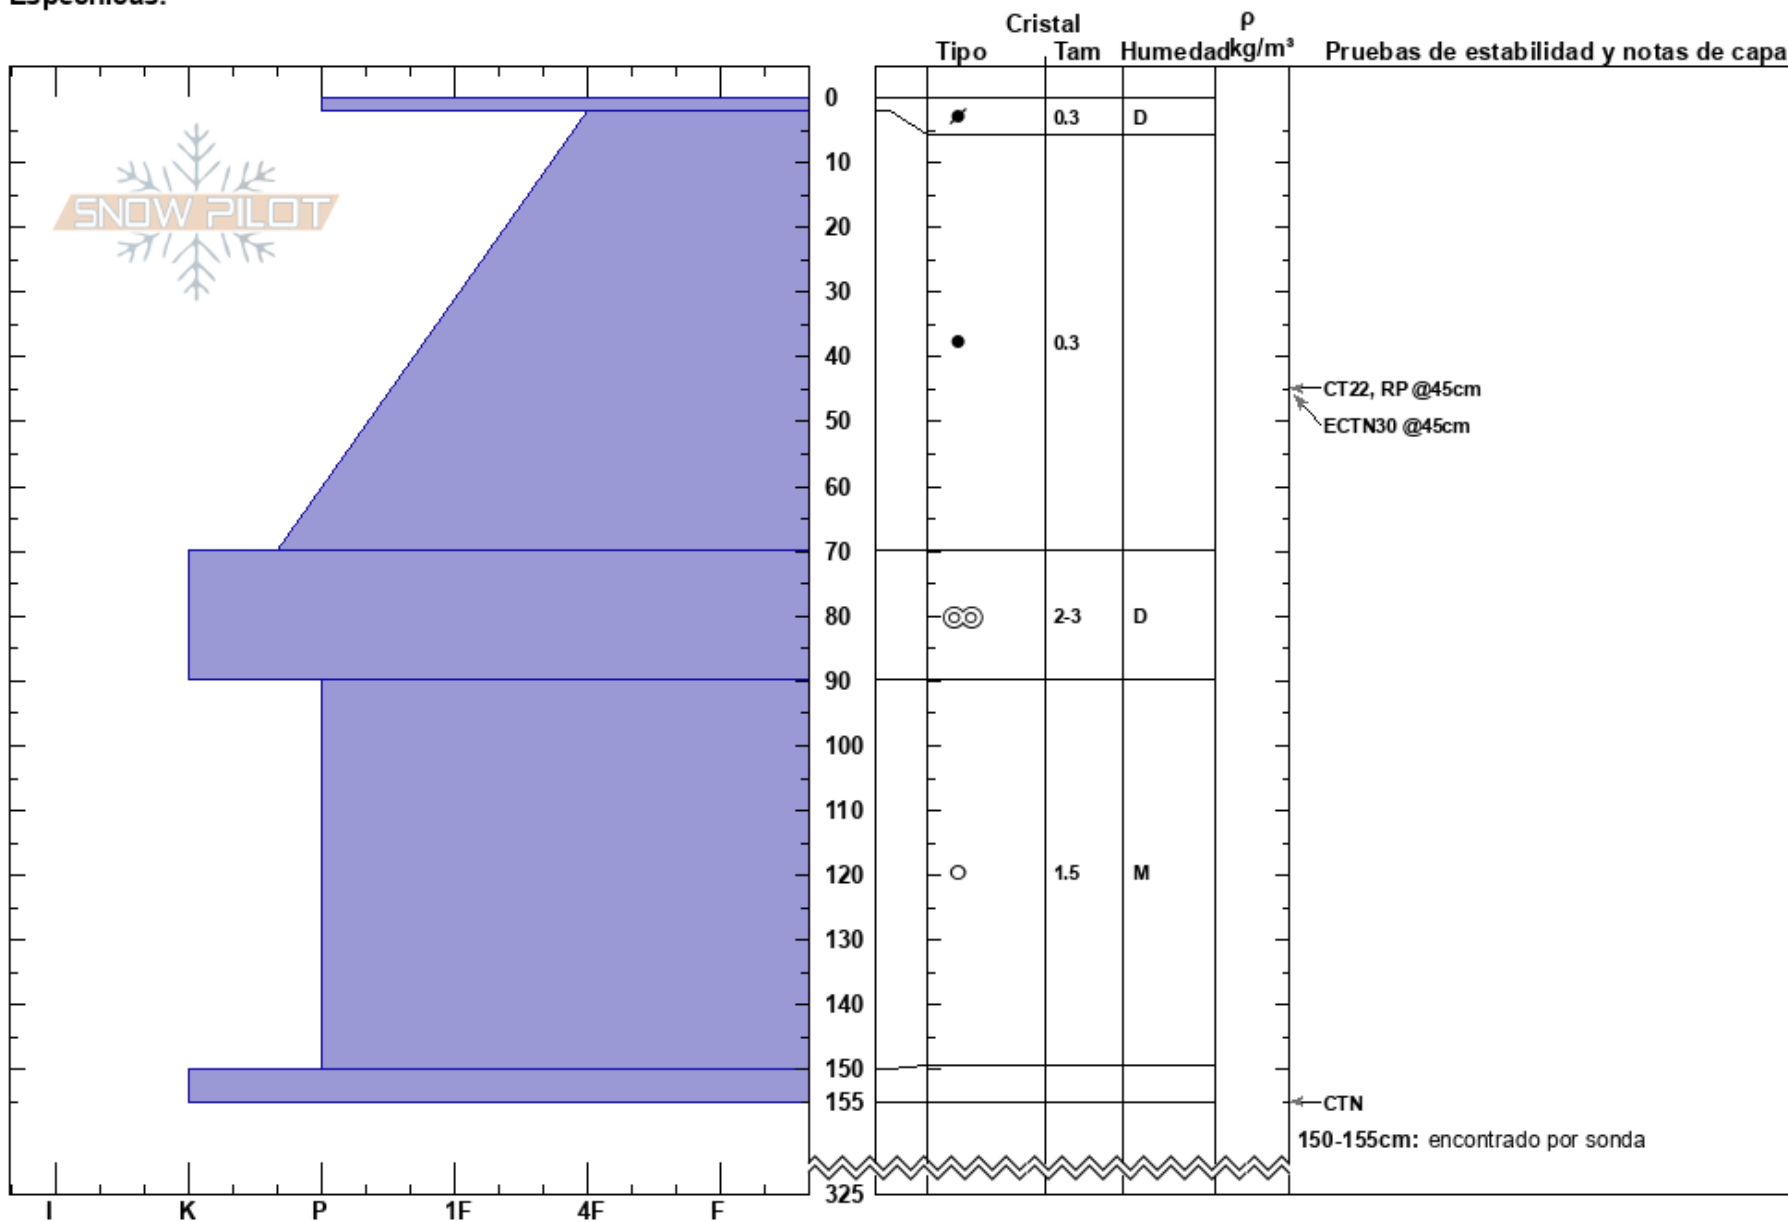 Específicas:
Cristal ρ
Tipo Tam Humedad kg/m³ Pruebas de estabilidad y notas de capa
0
0.3 D
10
SNOW PILOT
20
30
40 0.3
CT22, RP @45cm
ECTN30 @45cm
50
60
70
80 2-3 D
90
100
110
120 1.5 M
130
140
150
155 CTN
150-155cm: encontrado por sonda
325
I K P 1F 4F F